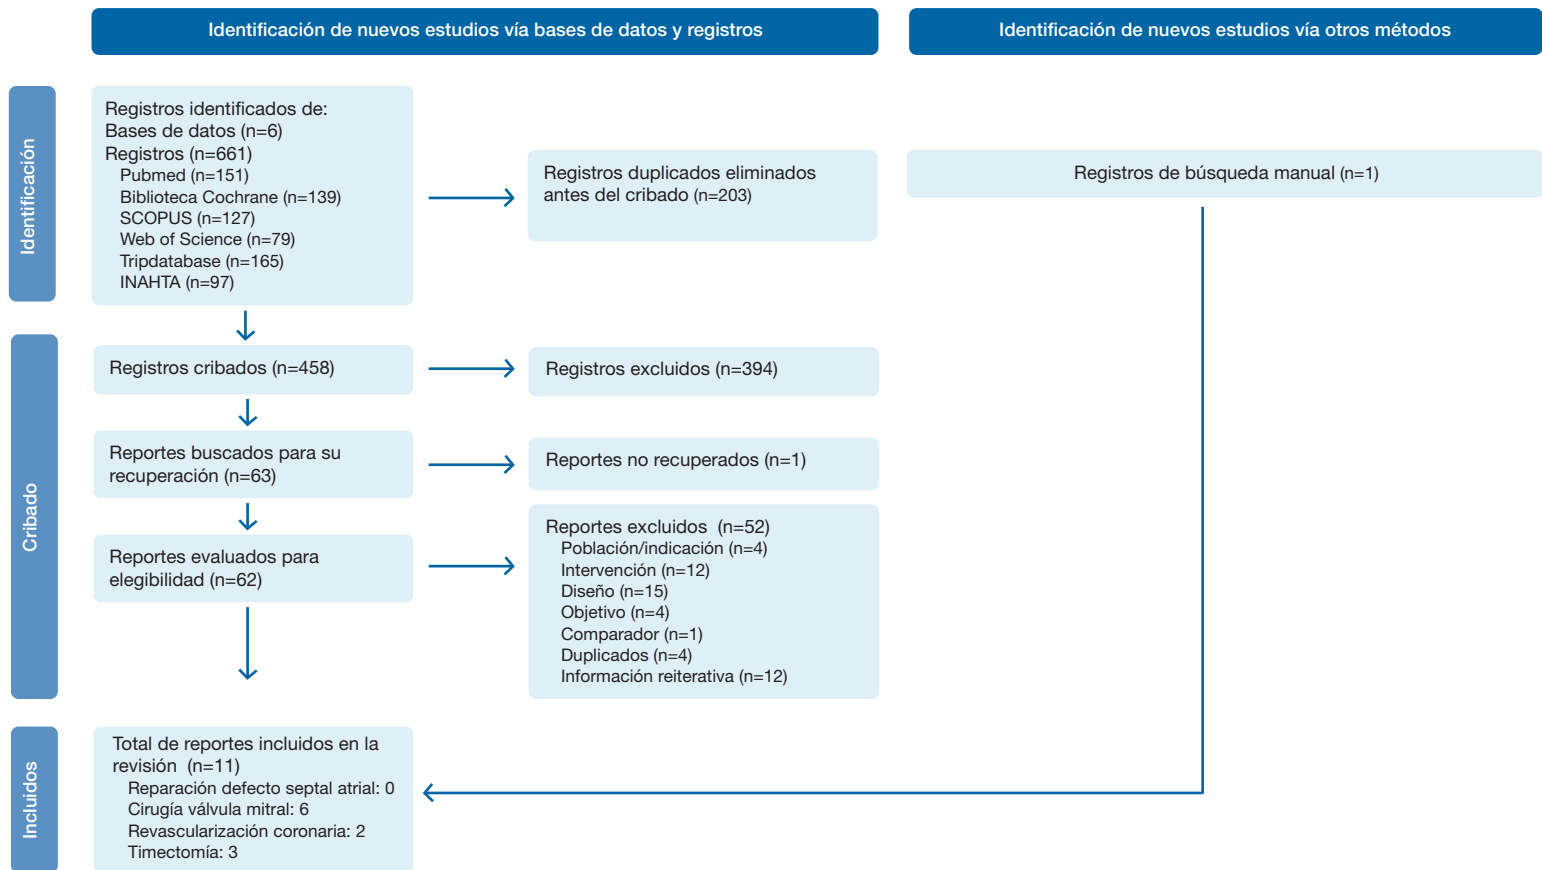 Identificación de nuevos estudios vía bases de datos y registros
Identificación de nuevos estudios vía otros métodos
Identificación
Registros identificados de:
Bases de datos (n=6)
Registros (n=661)
Pubmed (n=151)
Biblioteca Cochrane (n=139)
SCOPUS (n=127)
Web of Science (n=79)
Tripdatabase (n=165)
INAHTA (n=97)
Registros duplicados eliminados
antes del cribado (n=203)
Registros de búsqueda manual (n=1)
Cribado
Registros cribados (n=458)
Registros excluidos (n=394)
Reportes buscados para su
recuperación (n=63)
Reportes no recuperados (n=1)
Reportes evaluados para
elegibilidad (n=62)
Reportes excluidos (n=52)
Población/indicación (n=4)
Intervención (n=12)
Diseño (n=15)
Objetivo (n=4)
Comparador (n=1)
Duplicados (n=4)
Información reiterativa (n=12)
Incluidos
Total de reportes incluidos en la
revisión (n=11)
Reparación defecto septal atrial: 0
Cirugía válvula mitral: 6
Revascularización coronaria: 2
Timectomía: 3